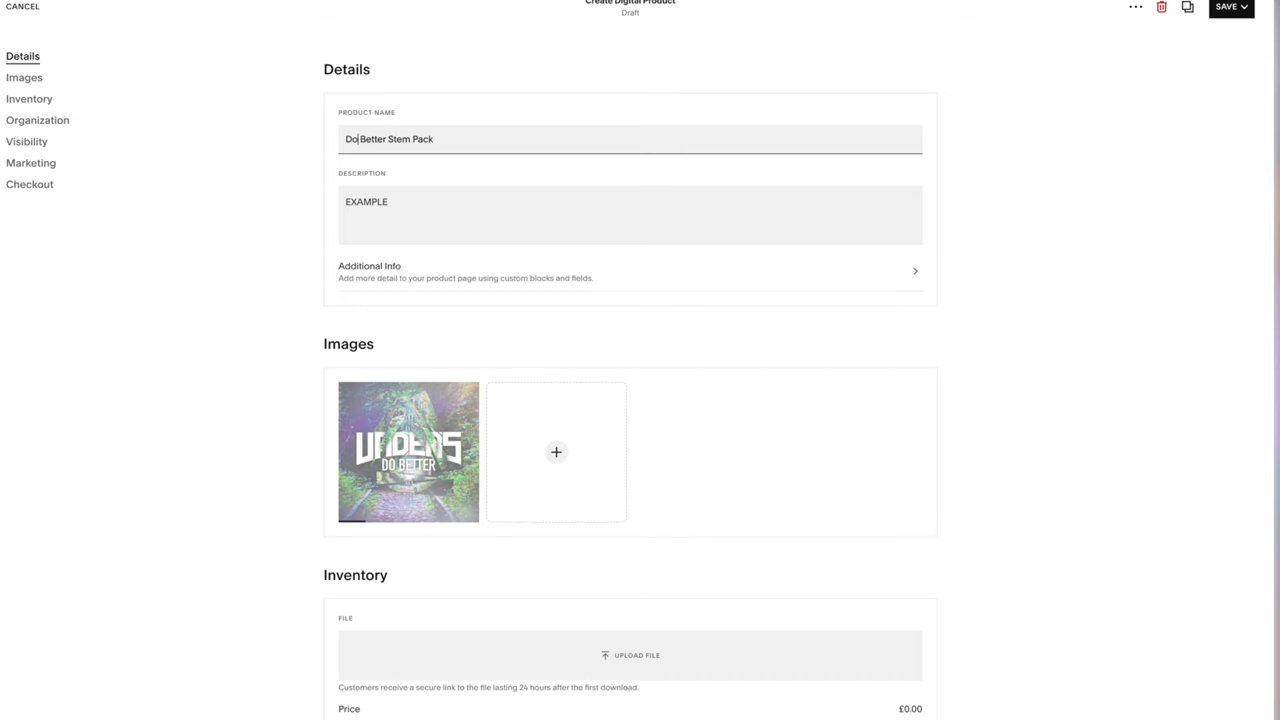 CANCEL
Create Digital Product
Draft
SAVE
Details
Images
Inventory
Organization
Visibility
Marketing
Checkout
Details
PRODUCT NAME
Do Better Stem Pack
DESCRIPTION
EXAMPLE
Additional Info
Add more detail to your product page using custom blocks and fields.
Images
UNDERS
DO BETTER
Inventory
FILE
UPLOAD FILE
Customers receive a secure link to the file lasting 24 hours after the first download.
Price £0.00